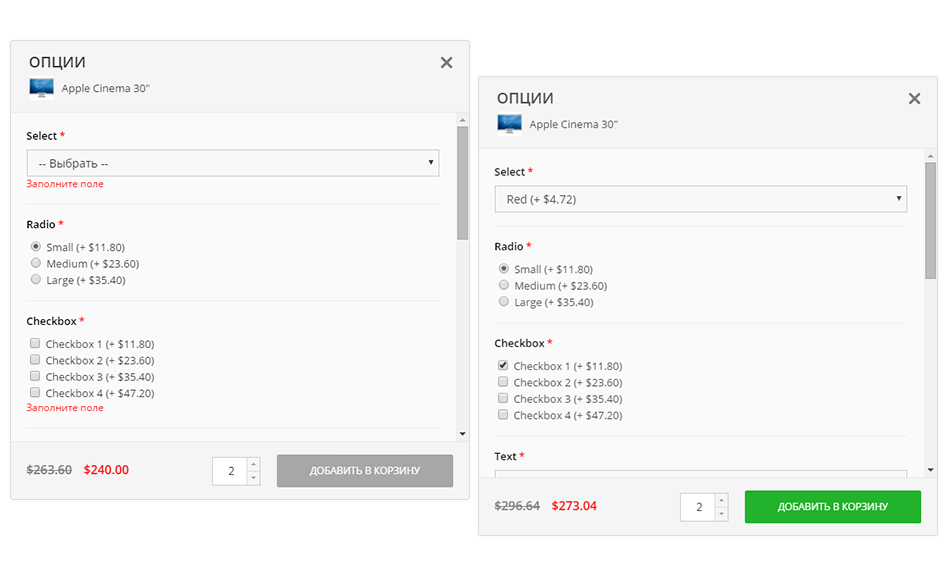 ОПЦИИ
Apple Cinema 30"
Select *
-- Выбрать --
Заполните поле
Radio *
Small (+ $11.80)
Medium (+ $23.60)
Large (+ $35.40)
Checkbox *
Checkbox 1 (+ $11.80)
Checkbox 2 (+ $23.60)
Checkbox 3 (+ $35.40)
Checkbox 4 (+ $47.20)
Заполните поле
$263.60 $240.00 2 ДОБАВИТЬ В КОРЗИНУ
ОПЦИИ
Apple Cinema 30"
Select *
Red (+ $4.72)
Radio *
Small (+ $11.80)
Medium (+ $23.60)
Large (+ $35.40)
Checkbox *
Checkbox 1 (+ $11.80)
Checkbox 2 (+ $23.60)
Checkbox 3 (+ $35.40)
Checkbox 4 (+ $47.20)
Text *
$296.64 $273.04 2 ДОБАВИТЬ В КОРЗИНУ